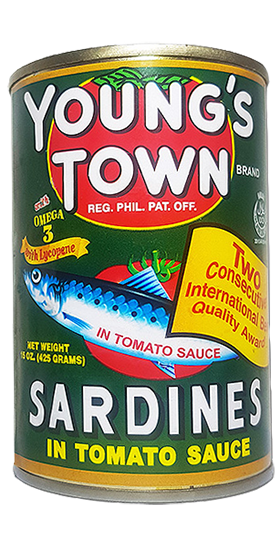 YOUNG'S
TOWN
BRAND
REG. PHIL. PAT. OFF.
with
OMEGA
3
With Lycopene
Two
Consecutive
International
Quality Award
IN TOMATO SAUCE
NET WEIGHT
15 OZ. (425 GRAMS)
SARDINES
IN TOMATO SAUCE